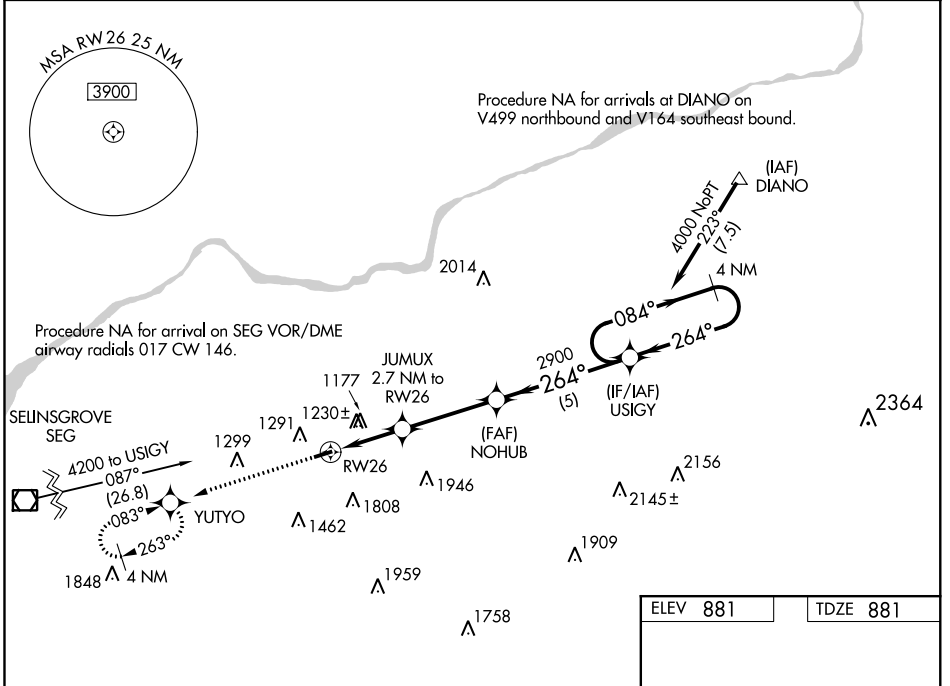 MSA RW 26 25 NM
3900
Procedure NA for arrivals at DIANO on
V499 northbound and V164 southeast bound.
(IAF)
DIANO
4000 NoPT
223°
(7.5)
4 NM
2014
084°
264°
Procedure NA for arrival on SEG VOR/DME
airway radials 017 CW 146.
JUMUX
2.7 NM to
RW26
2900
264°
(5)
(IF/IAF)
USIGY
1177
1230±
1291
1299
(FAF)
NOHUB
2364
SELINSGROVE
SEG
4200 to USIGY
087°
(26.8)
RW26
1946
2156
2145±
083°
263°
YUTYO
1808
1462
1909
1848
4 NM
1959
1758
ELEV 881
TDZE 881